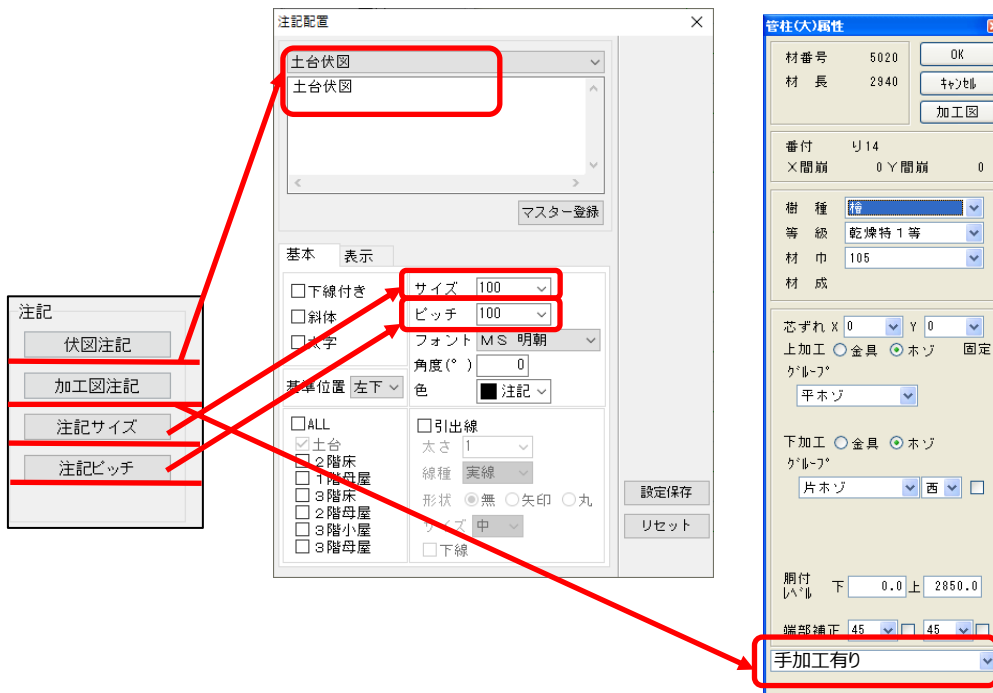 注記
伏図注記
加工図注記
注記サイズ
注記ピッチ
注記配置
土台伏図
土台伏図
マスター登録
基本 表示
下線付き
斜体
太字
基準位置 左下
サイズ 100
ピッチ 100
フォント MS 明朝
角度(°) 0
色 注記
ALL
土台
2階床
1階母屋
3階床
2階母屋
3階小屋
3階母屋
引出線
太さ 1
線種 実線
形状 無 矢印 丸
サイズ 中
下線
設定保存
リセット
管柱(大)属性
材番号 5020
材 長 2940
OK
キャンセル
加工図
番付 り14
X間崩 0 Y間崩 0
樹 種 檜
等 級 乾燥特1等
材 巾 105
材 成
芯ずれ X 0 Y 0
上加工 金具 ホゾ 固定
グループ
平ホゾ
下加工 金具 ホゾ
グループ
片ホゾ 西
胴付
レベル 下 0.0 上 2850.0
端部補正 45 45
手加工有り